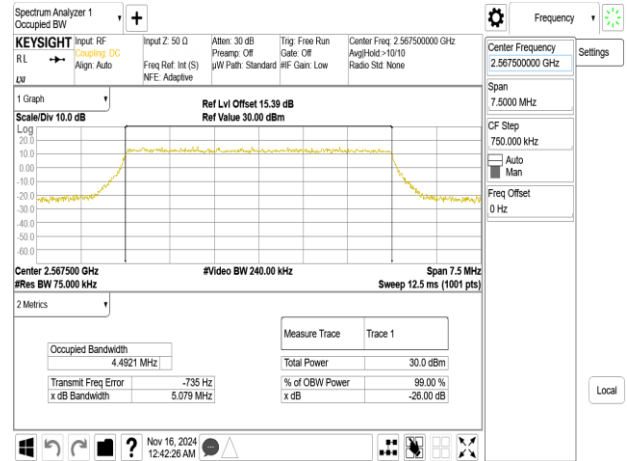 Spectrum Analyzer 1
Occupied BW
Frequency
KEYSIGHT
RL
Input: RF
Coupling: DC
Align: Auto
Input Z: 50 Ω
Freq Ref: Int (S)
NFE: Adaptive
Atten: 30 dB
Preamp: Off
µW Path: Standard
Trig: Free Run
Gate: Off
#IF Gain: Low
Center Freq: 2.567500000 GHz
Avg|Hold:>10/10
Radio Std: None
Center Frequency
2.567500000 GHz
Settings
Span
7.5000 MHz
CF Step
750.000 kHz
Auto
Man
Freq Offset
0 Hz
Local
1 Graph
Scale/Div 10.0 dB
Ref Lvl Offset 15.39 dB
Ref Value 30.00 dBm
Log
20.0
10.0
0.00
-10.0
-20.0
-30.0
-40.0
-50.0
-60.0
Center 2.567500 GHz
#Res BW 75.000 kHz
#Video BW 240.00 kHz
Span 7.5 MHz
Sweep 12.5 ms (1001 pts)
2 Metrics
Occupied Bandwidth
4.4921 MHz
Transmit Freq Error -735 Hz
x dB Bandwidth 5.079 MHz
Measure Trace Trace 1
Total Power 30.0 dBm
% of OBW Power 99.00 %
x dB -26.00 dB
Nov 16, 2024
12:42:26 AM